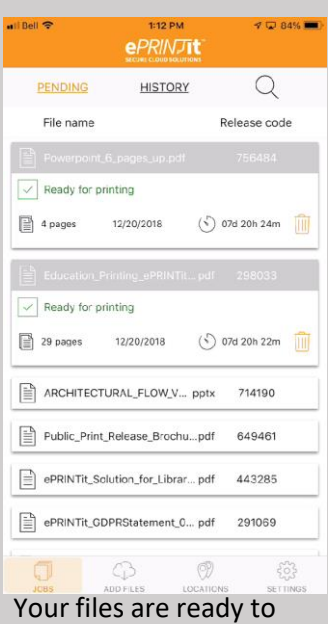 Bell 1:12 PM 84%
ePRINTit™
SECURE CLOUD SOLUTIONS
PENDING HISTORY
File name Release code
Powerpoint_6_pages_up.pdf 756484
Ready for printing
4 pages 12/20/2018 07d 20h 24m
Education_Printing_ePRINTit... pdf 298033
Ready for printing
29 pages 12/20/2018 07d 20h 22m
ARCHITECTURAL_FLOW_V... pptx 714190
Public_Print_Release_Brochu...pdf 649461
ePRINTit_Solution_for_Librar... pdf 443285
ePRINTit_GDPRStatement_0... pdf 291069
JOBS ADD FILES LOCATIONS SETTINGS
Your files are ready to